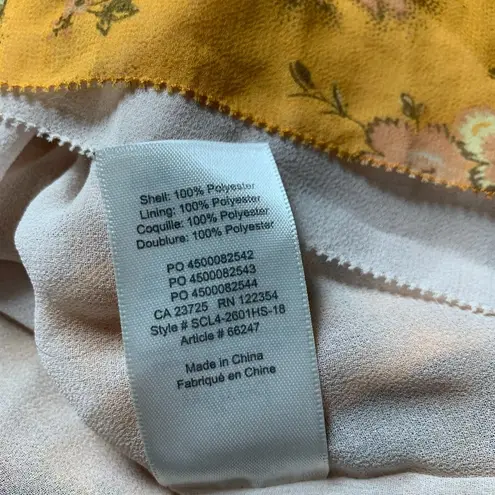 Shell: 100% Polyester
Lining: 100% Polyester
Coquille: 100% Polyester
Doublure: 100% Polyester
PO 4500082542
PO 4500082543
PO 4500082544
CA 23725 RN 122354
Style # SCL4-2601HS-18
Article # 66247
Made in China
Fabriqué en Chine